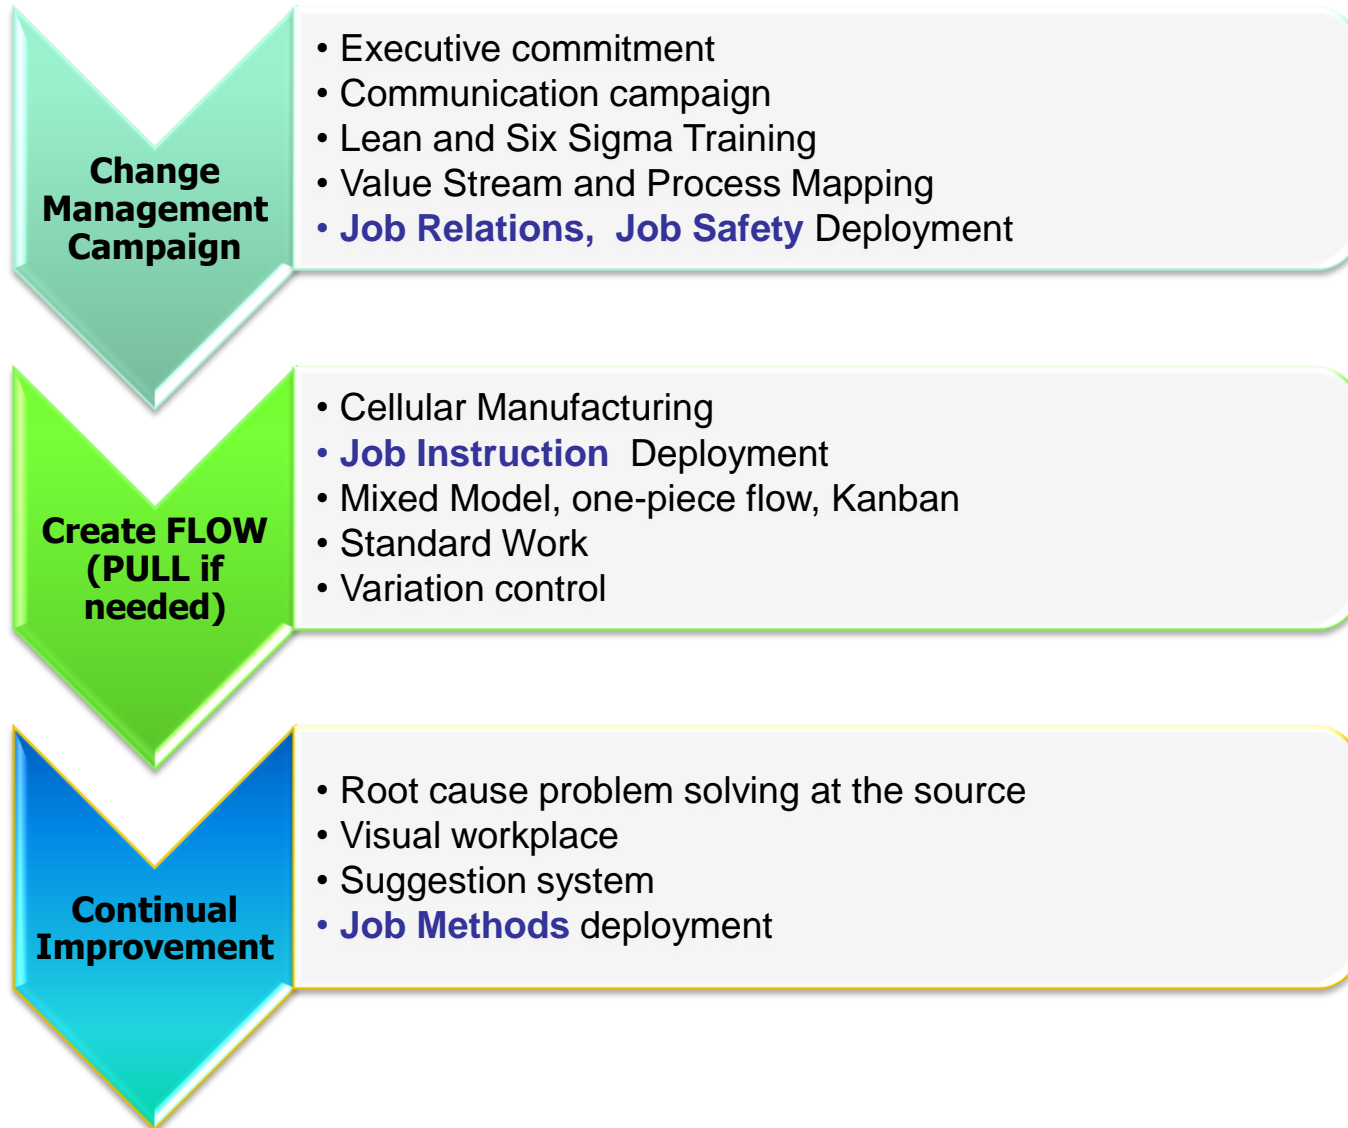 Change
Management
Campaign
• Executive commitment
• Communication campaign
• Lean and Six Sigma Training
• Value Stream and Process Mapping
• Job Relations,  Job Safety Deployment
Create FLOW
(PULL if
needed)
• Cellular Manufacturing
• Job Instruction  Deployment
• Mixed Model, one-piece flow, Kanban
• Standard Work
• Variation control
Continual
Improvement
• Root cause problem solving at the source
• Visual workplace
• Suggestion system
• Job Methods deployment